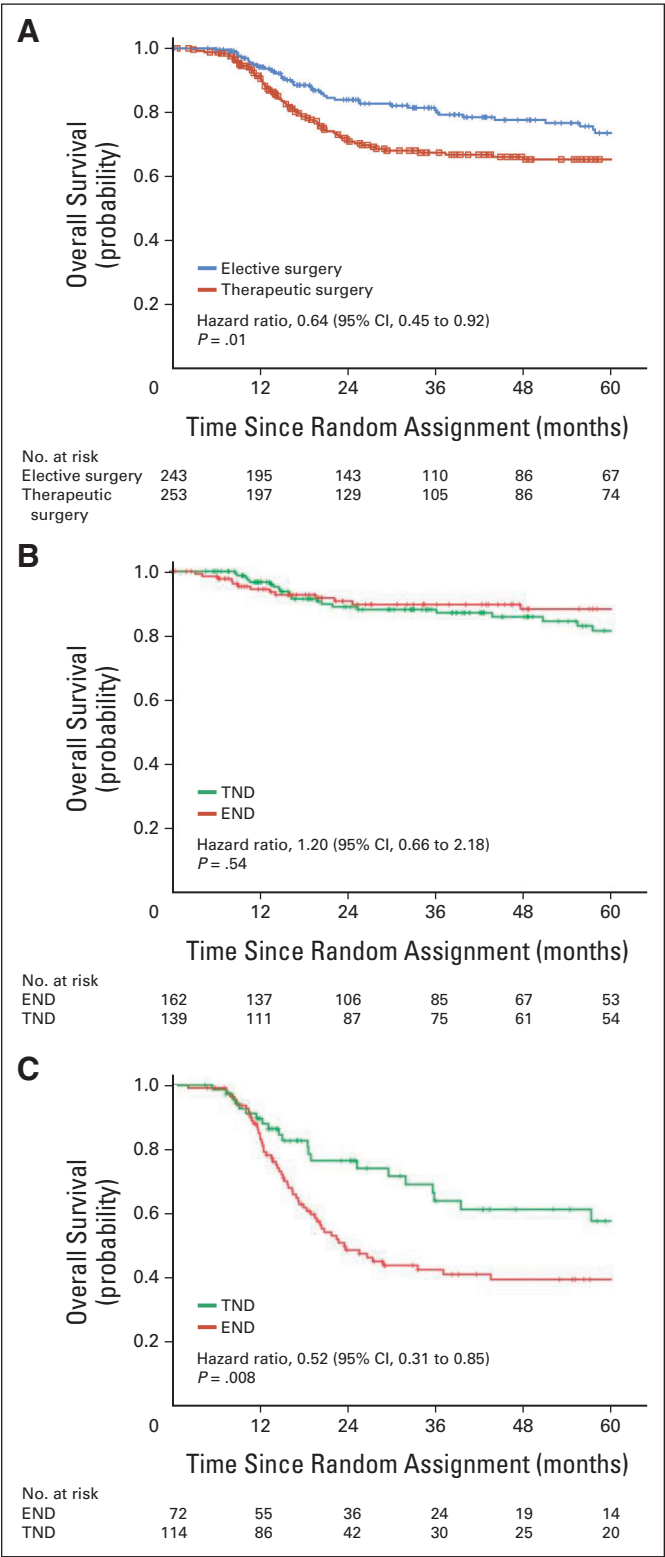 A
1.0
0.8
0.6
0.4
0.2
Overall Survival
(probability)
Elective surgery
Therapeutic surgery
Hazard ratio, 0.64 (95% CI, 0.45 to 0.92)
P = .01
0 12 24 36 48 60
Time Since Random Assignment (months)
No. at risk
Elective surgery 243 195 143 110 86 67
Therapeutic 253 197 129 105 86 74
surgery
B
1.0
0.8
0.6
0.4
0.2
Overall Survival
(probability)
TND
END
Hazard ratio, 1.20 (95% CI, 0.66 to 2.18)
P = .54
0 12 24 36 48 60
Time Since Random Assignment (months)
No. at risk
END 162 137 106 85 67 53
TND 139 111 87 75 61 54
C
1.0
0.8
0.6
0.4
0.2
Overall Survival
(probability)
TND
END
Hazard ratio, 0.52 (95% CI, 0.31 to 0.85)
P = .008
0 12 24 36 48 60
Time Since Random Assignment (months)
No. at risk
END 72 55 36 24 19 14
TND 114 86 42 30 25 20